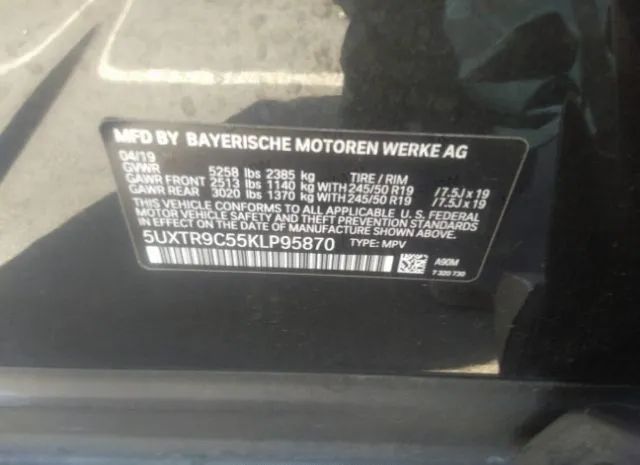 MFD BY BAYERISCHE MOTOREN WERKE AG
04/19
GVWR 5258 lbs 2385 kg TIRE / RIM
GAWR FRONT 2513 lbs 1140 kg WITH 245/50 R19 /7.5J x 19
GAWR REAR 3020 lbs 1370 kg WITH 245/50 R19 /7.5J x 19
THIS VEHICLE CONFORMS TO ALL APPLICABLE U. S. FEDERAL
MOTOR VEHICLE SAFETY, BUMPER, AND THEFT PREVENTION
STANDARDS IN EFFECT ON THE DATE OF MANUFACTURE SHOWN ABOVE.
5UXTR9C55KLP95870 TYPE: MPV
A90M
7 320 730